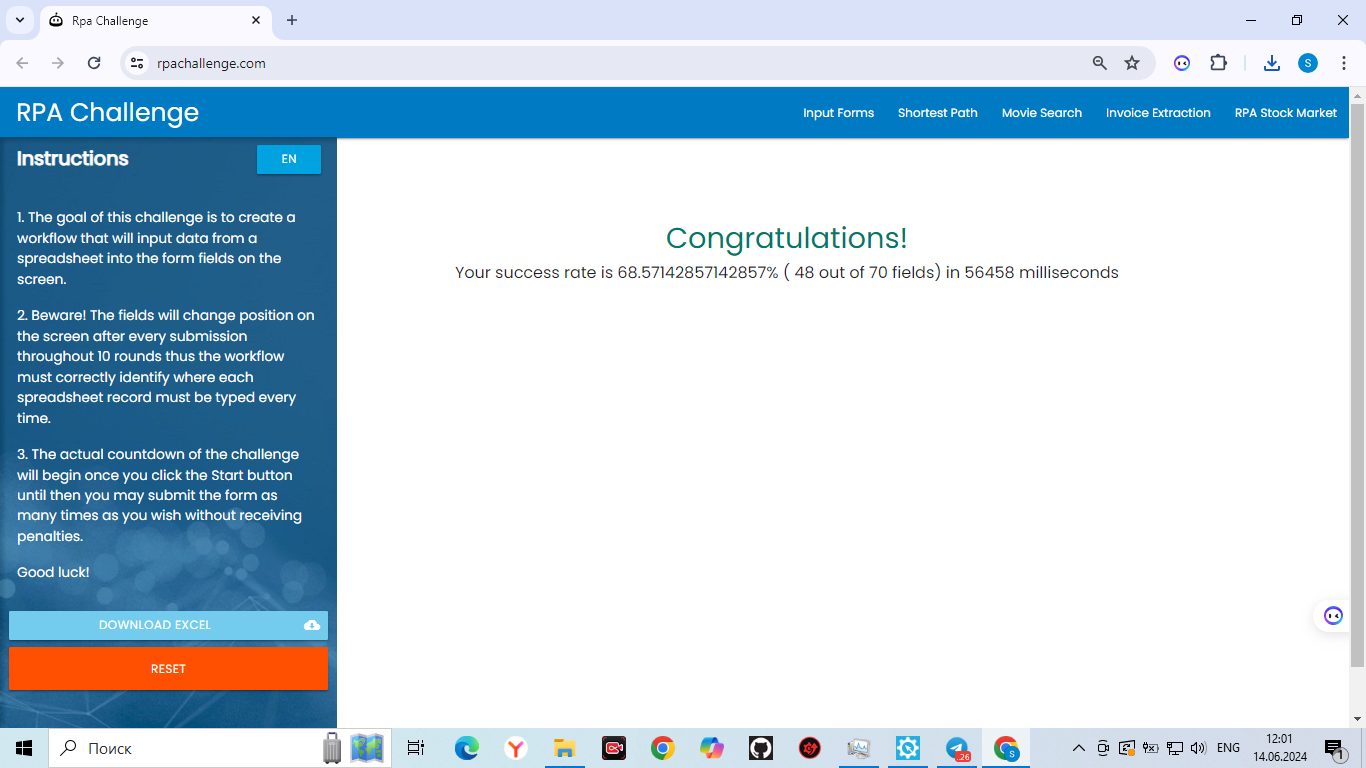 Rpa Challenge
rpachallenge.com
S
RPA Challenge
Input Forms
Shortest Path
Movie Search
Invoice Extraction
RPA Stock Market
Instructions
EN
1. The goal of this challenge is to create a
workflow that will input data from a
spreadsheet into the form fields on the
screen.
2. Beware! The fields will change position on
the screen after every submission
throughout 10 rounds thus the workflow
must correctly identify where each
spreadsheet record must be typed every
time.
3. The actual countdown of the challenge
will begin once you click the Start button
until then you may submit the form as
many times as you wish without receiving
penalties.
Good luck!
DOWNLOAD EXCEL
RESET
Congratulations!
Your success rate is 68.57142857142857% ( 48 out of 70 fields) in 56458 milliseconds
Поиск
.26
S
ENG
12:01
14.06.2024
1